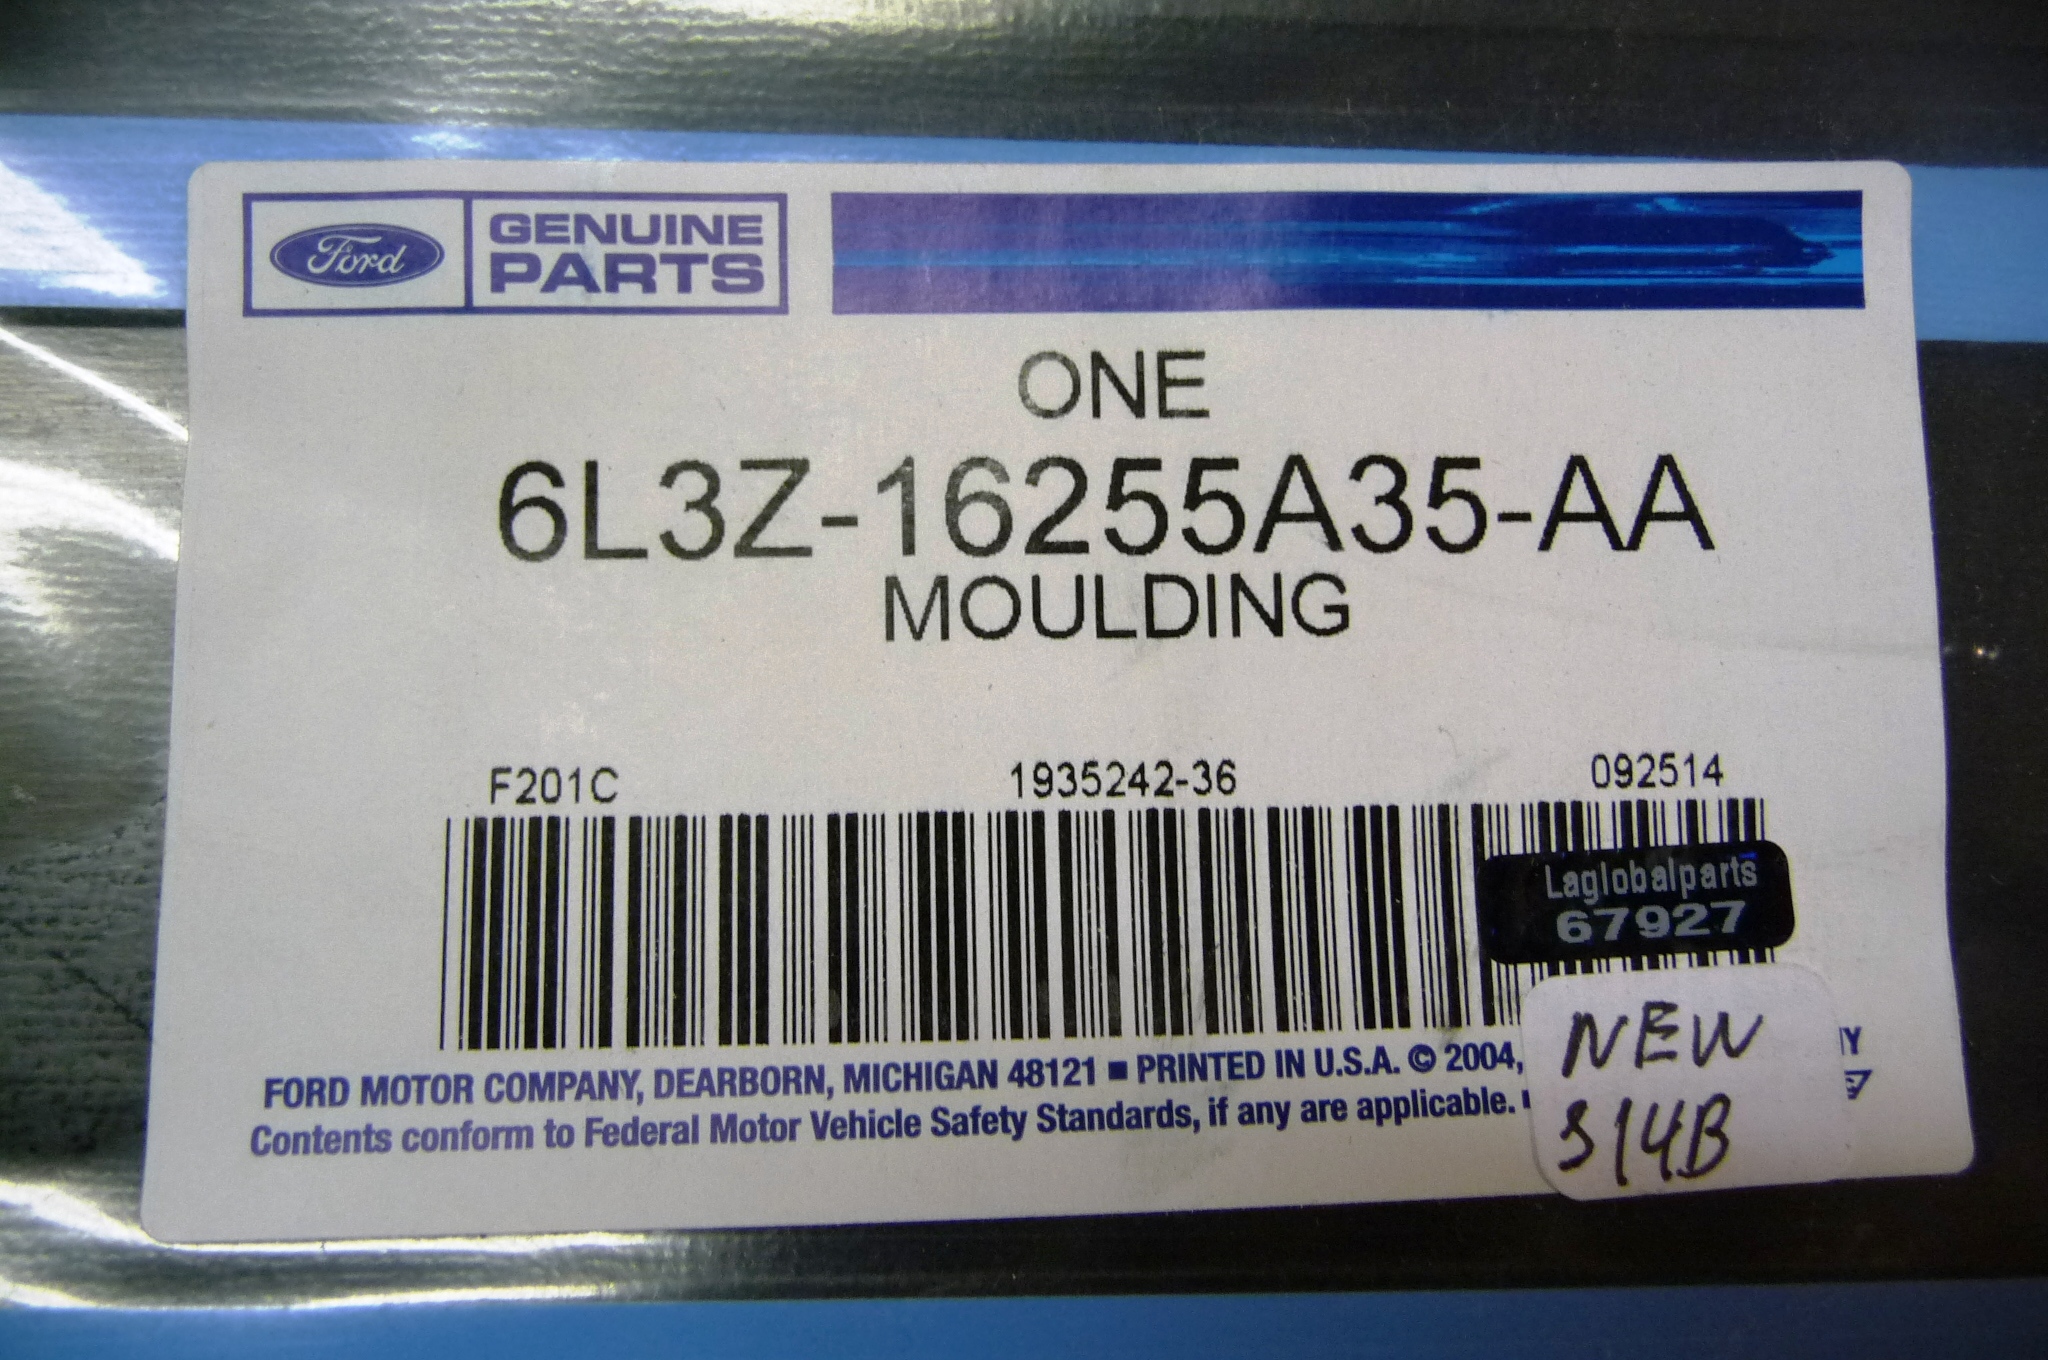 Ford GENUINE PARTS
ONE
6L3Z-16255A35-AA
MOULDING
F201C 1935242-36 092514
Laglobalparts
67927
FORD MOTOR COMPANY, DEARBORN, MICHIGAN 48121 ■ PRINTED IN U.S.A. © 2004,
Contents conform to Federal Motor Vehicle Safety Standards, if any are applicable.
NEW
S14B